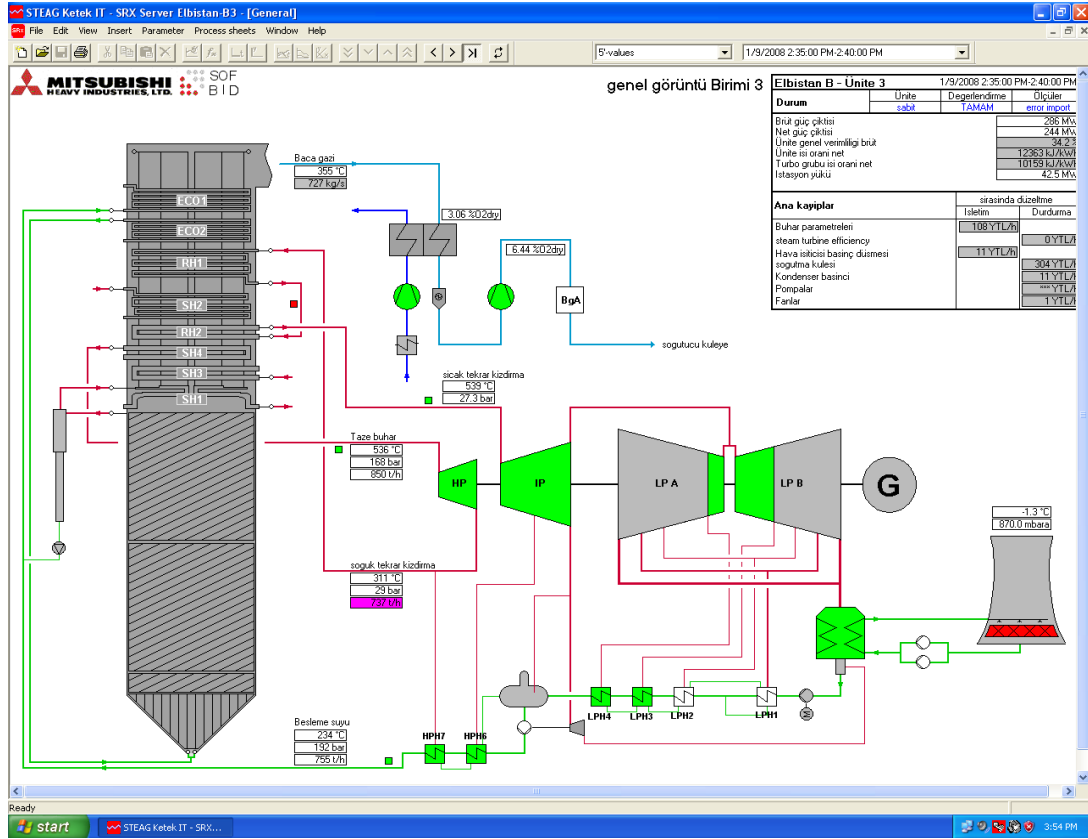 STEAG Ketek IT - SRX Server Elbistan-B3 - [General]
File Edit View Insert Parameter Process sheets Window Help
5'-values
1/9/2008 2:35:00 PM-2:40:00 PM
MITSUBISHI
HEAVY INDUSTRIES, LTD.
SOF
BID
genel görüntü Birimi 3
Elbistan B - Ünite 3 1/9/2008 2:35:00 PM-2:40:00 PM
Durum Ünite Degerlendirme Ölçüler
sabit TAMAM error import
Brüt güç çiktisi 286 MW
Net güç çiktisi 244 MW
Ünite genel verimliligi brüt 34.2 %
Ünite isi orani net 12363 kJ/kWh
Turbo grubu isi orani net 10159 kJ/kWh
Istasyon yükü 42.5 MW
Ana kayiplar sirasinda düzeltme
Isletim Durdurma
Buhar parametreleri 108 YTL/h
steam turbine efficiency 0 YTL/h
Hava isiticisi basinç düsmesi 11 YTL/h
sogutma kulesi 304 YTL/h
Kondenser basinci 11 YTL/h
Pompalar *** YTL/h
Fanlar 1 YTL/h
Baca gazi
355 °C
727 kg/s
3.06 %O2dry
6.44 %O2dry
BgA
sogutucu kuleye
ECO1
ECO2
RH1
SH2
RH2
SH4
SH3
SH1
sicak tekrar kizdirma
539 °C
27.3 bar
Taze buhar
536 °C
168 bar
850 t/h
HP
IP
LP A
LP B
G
-1.3 °C
870.0 mbara
soguk tekrar kizdirma
311 °C
29 bar
737 t/h
LPH4
LPH3
LPH2
LPH1
M
Besleme suyu
234 °C
192 bar
755 t/h
HPH7
HPH6
Ready
start
STEAG Ketek IT - SRX...
3:54 PM